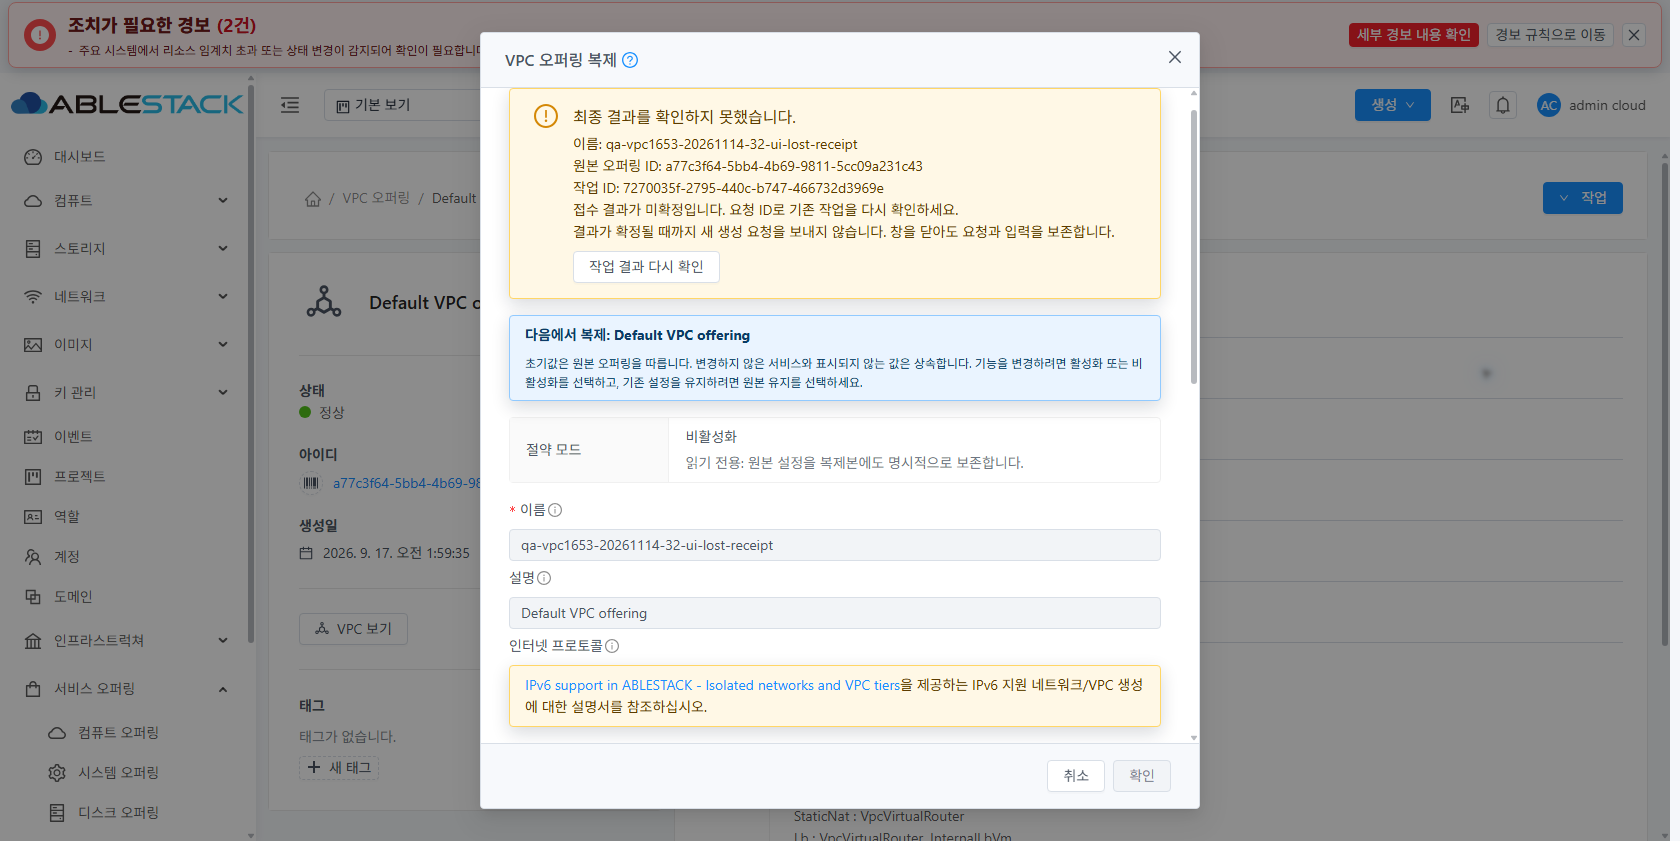 조치가 필요한 경보 (2건)
- 주요 시스템에서 리소스 임계치 초과 또는 상태 변경이 감지되어 확인이 필요합니다
세부 경보 내용 확인
경보 규칙으로 이동
ABLESTACK
기본 보기
생성
AC
admin cloud
대시보드
컴퓨트
스토리지
네트워크
이미지
키 관리
이벤트
프로젝트
역할
계정
도메인
인프라스트럭쳐
서비스 오퍼링
컴퓨트 오퍼링
시스템 오퍼링
디스크 오퍼링
/ VPC 오퍼링 / Default
작업
Default VPC o
상태
정상
아이디
a77c3f64-5bb4-4b69-98
생성일
2026. 9. 17. 오전 1:59:35
VPC 보기
태그
태그가 없습니다.
+ 새 태그
VPC 오퍼링 복제
최종 결과를 확인하지 못했습니다.
이름: qa-vpc1653-20261114-32-ui-lost-receipt
원본 오퍼링 ID: a77c3f64-5bb4-4b69-9811-5cc09a231c43
작업 ID: 7270035f-2795-440c-b747-466732d3969e
접수 결과가 미확정입니다. 요청 ID로 기존 작업을 다시 확인하세요.
결과가 확정될 때까지 새 생성 요청을 보내지 않습니다. 창을 닫아도 요청과 입력을 보존합니다.
작업 결과 다시 확인
다음에서 복제: Default VPC offering
초기값은 원본 오퍼링을 따릅니다. 변경하지 않은 서비스와 표시되지 않는 값은 상속합니다. 기능을 변경하려면 활성화 또는 비
활성화를 선택하고, 기존 설정을 유지하려면 원본 유지를 선택하세요.
절약 모드
비활성화
읽기 전용: 원본 설정을 복제본에도 명시적으로 보존합니다.
* 이름
qa-vpc1653-20261114-32-ui-lost-receipt
설명
Default VPC offering
인터넷 프로토콜
IPv6 support in ABLESTACK - Isolated networks and VPC tiers을 제공하는 IPv6 지원 네트워크/VPC 생성
에 대한 설명서를 참조하십시오.
취소
확인
StaticNat : VpcVirtualRouter
Lb : VpcVirtualRouter, InternalLbVm